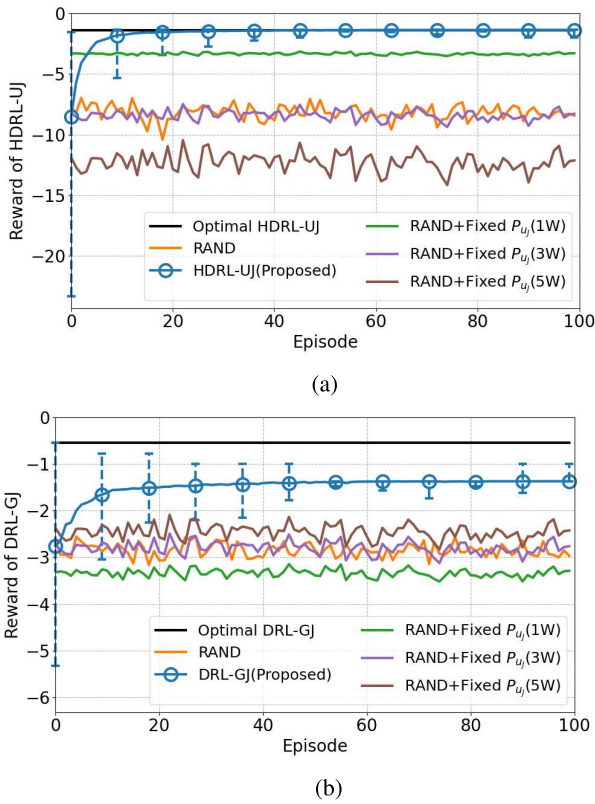 0
−5
−10
−15
−20
Reward of HDRL-UJ
Optimal HDRL-UJ
RAND
HDRL-UJ(Proposed)
RAND+Fixed P_{u_J}(1W)
RAND+Fixed P_{u_J}(3W)
RAND+Fixed P_{u_J}(5W)
0 20 40 60 80 100
Episode
(a)
0
−1
−2
−3
−4
−5
−6
Reward of DRL-GJ
Optimal DRL-GJ
RAND
DRL-GJ(Proposed)
RAND+Fixed P_{u_J}(1W)
RAND+Fixed P_{u_J}(3W)
RAND+Fixed P_{u_J}(5W)
0 20 40 60 80 100
Episode
(b)